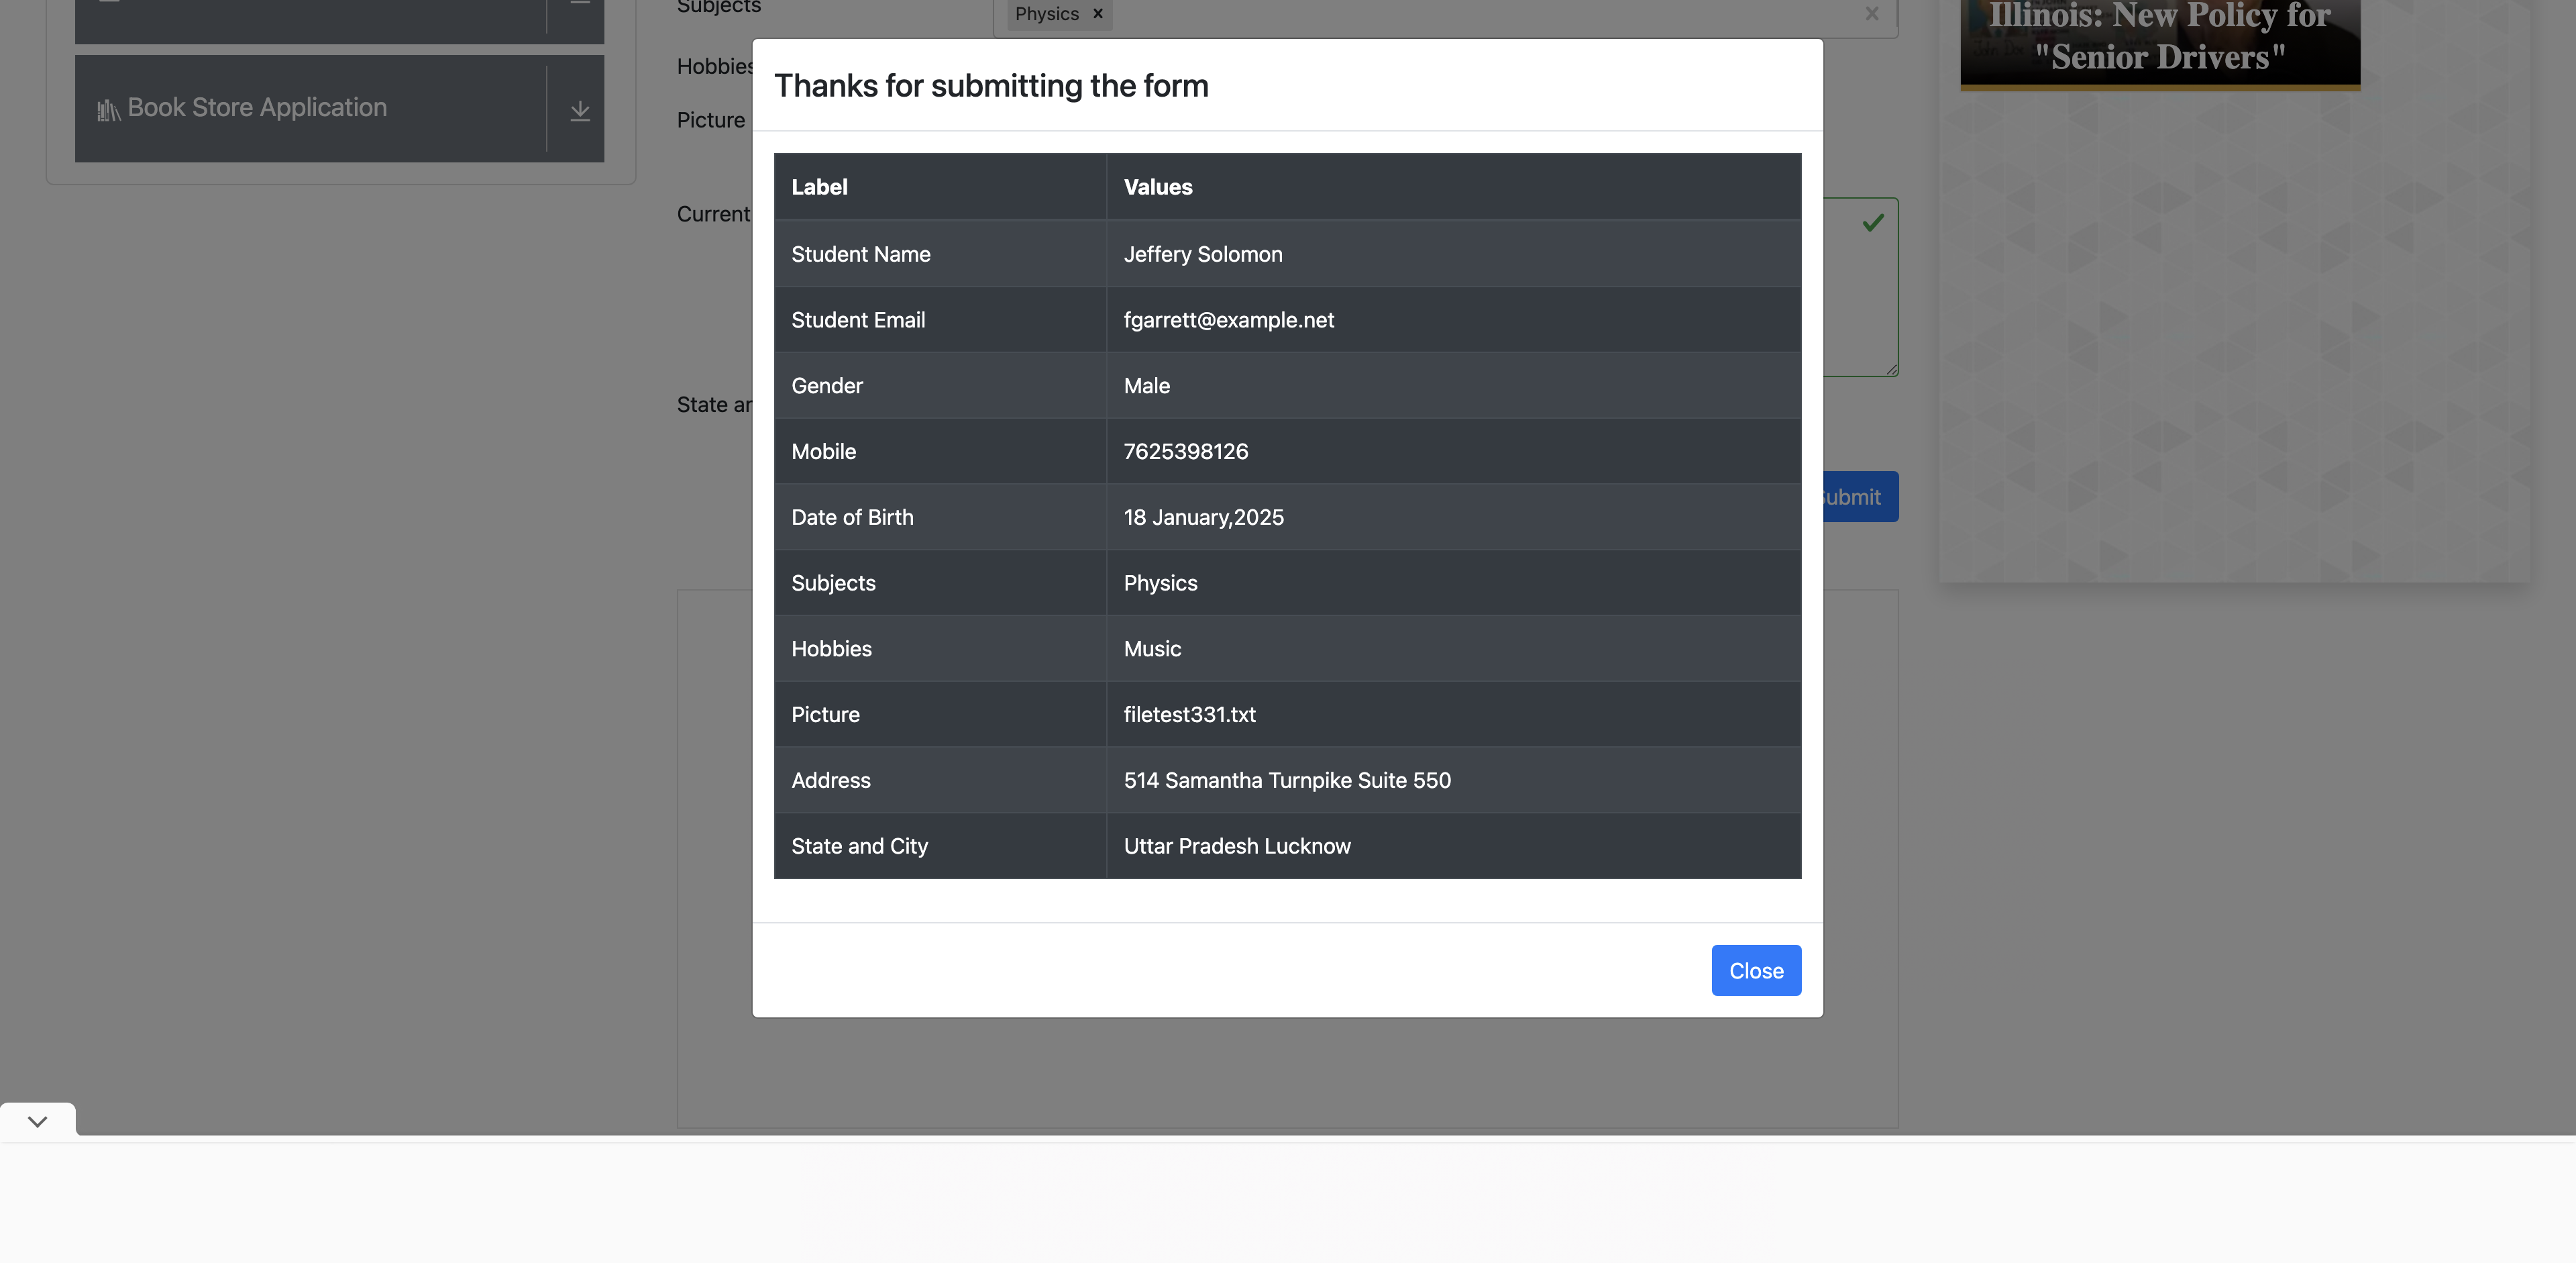 Subjects
Physics ×
Illinois: New Policy for
"Senior Drivers"
Book Store Application
Hobbies
Picture
Current
State an
Submit
Thanks for submitting the form
Label Values
Student Name Jeffery Solomon
Student Email fgarrett@example.net
Gender Male
Mobile 7625398126
Date of Birth 18 January,2025
Subjects Physics
Hobbies Music
Picture filetest331.txt
Address 514 Samantha Turnpike Suite 550
State and City Uttar Pradesh Lucknow
Close